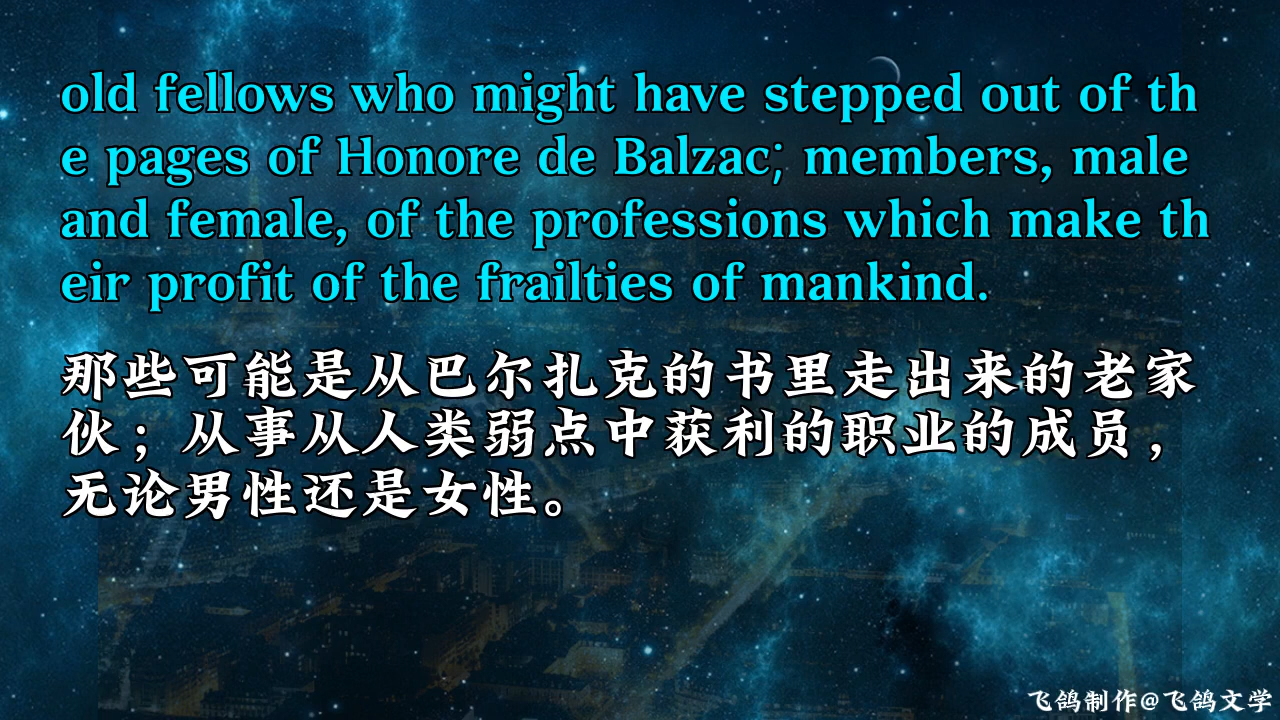 old fellows who might have stepped out of th
e pages of Honore de Balzac; members, male
and female, of the professions which make th
eir profit of the frailties of mankind.
那些可能是从巴尔扎克的书里走出来的老家
伙；从事从人类弱点中获利的职业的成员，
无论男性还是女性。
飞鸽制作@飞鸽文学